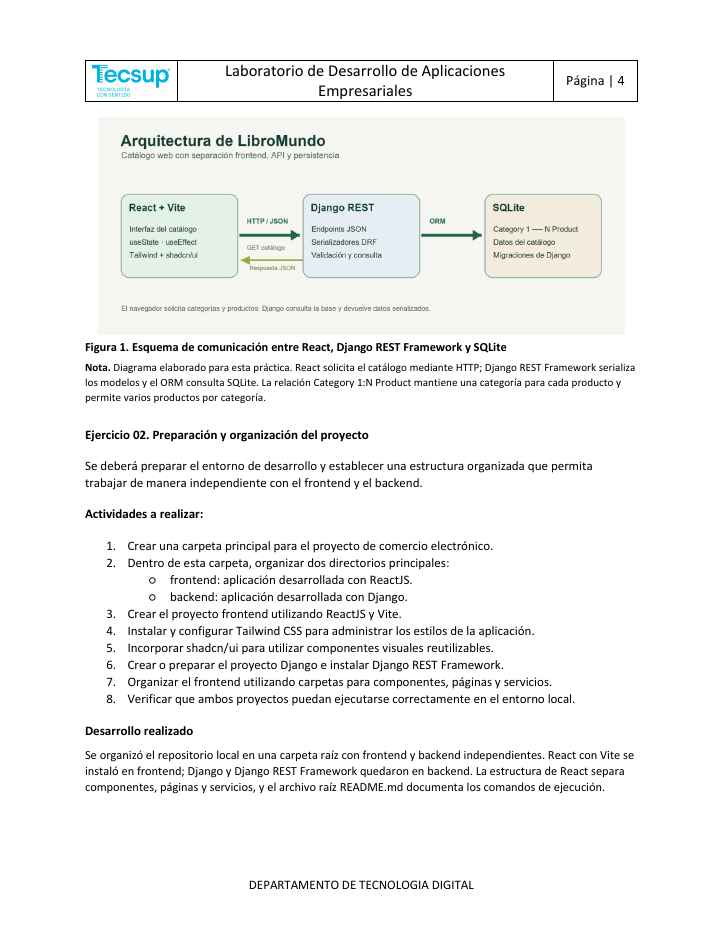 Tecsup
TECNOLOGÍA
CON SENTIDO
Laboratorio de Desarrollo de Aplicaciones
Empresariales
Página | 4
Arquitectura de LibroMundo
Catálogo web con separación frontend, API y persistencia
React + Vite
Interfaz del catálogo
useState · useEffect
Tailwind + shadcn/ui
HTTP / JSON
GET catálogo
Respuesta JSON
Django REST
Endpoints JSON
Serializadores DRF
Validación y consulta
ORM
SQLite
Category 1 — N Product
Datos del catálogo
Migraciones de Django
El navegador solicita categorías y productos; Django consulta la base y devuelve datos serializados.
Figura 1. Esquema de comunicación entre React, Django REST Framework y SQLite
Nota. Diagrama elaborado para esta práctica. React solicita el catálogo mediante HTTP; Django REST Framework serializa
los modelos y el ORM consulta SQLite. La relación Category 1:N Product mantiene una categoría para cada producto y
permite varios productos por categoría.
Ejercicio 02. Preparación y organización del proyecto
Se deberá preparar el entorno de desarrollo y establecer una estructura organizada que permita
trabajar de manera independiente con el frontend y el backend.
Actividades a realizar:
1. Crear una carpeta principal para el proyecto de comercio electrónico.
2. Dentro de esta carpeta, organizar dos directorios principales:
○ frontend: aplicación desarrollada con ReactJS.
○ backend: aplicación desarrollada con Django.
3. Crear el proyecto frontend utilizando ReactJS y Vite.
4. Instalar y configurar Tailwind CSS para administrar los estilos de la aplicación.
5. Incorporar shadcn/ui para utilizar componentes visuales reutilizables.
6. Crear o preparar el proyecto Django e instalar Django REST Framework.
7. Organizar el frontend utilizando carpetas para componentes, páginas y servicios.
8. Verificar que ambos proyectos puedan ejecutarse correctamente en el entorno local.
Desarrollo realizado
Se organizó el repositorio local en una carpeta raíz con frontend y backend independientes. React con Vite se
instaló en frontend; Django y Django REST Framework quedaron en backend. La estructura de React separa
componentes, páginas y servicios, y el archivo raíz README.md documenta los comandos de ejecución.
DEPARTAMENTO DE TECNOLOGIA DIGITAL